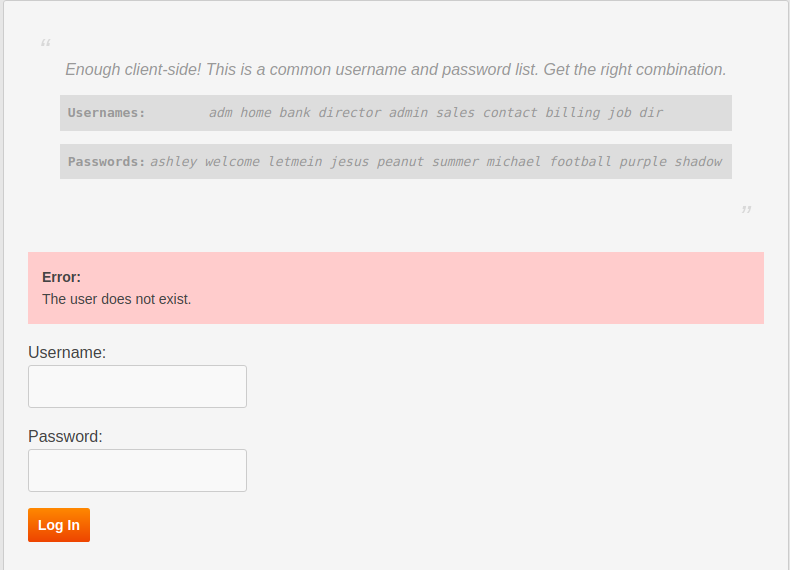 “
Enough client-side! This is a common username and password list. Get the right combination.
Usernames: adm home bank director admin sales contact billing job dir
Passwords: ashley welcome letmein jesus peanut summer michael football purple shadow
”
Error:
The user does not exist.
Username:
Password:
Log In